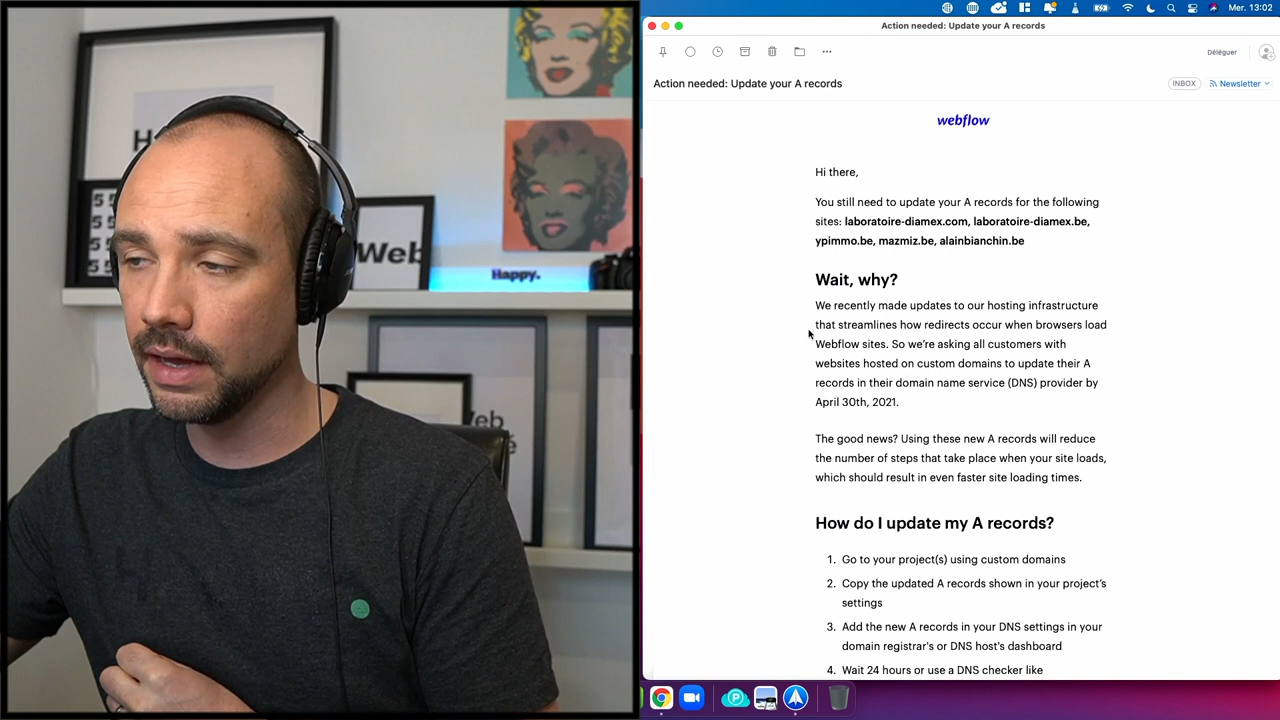 H
5 5
5
5 5
Web
Happy.
Web
é
Mer. 13:02
Action needed: Update your A records
Déléguer
Action needed: Update your A records
INBOX
Newsletter
webflow
Hi there,
You still need to update your A records for the following
sites: laboratoire-diamex.com, laboratoire-diamex.be,
ypimmo.be, mazmiz.be, alainbianchin.be
Wait, why?
We recently made updates to our hosting infrastructure
that streamlines how redirects occur when browsers load
Webflow sites. So we're asking all customers with
websites hosted on custom domains to update their A
records in their domain name service (DNS) provider by
April 30th, 2021.
The good news? Using these new A records will reduce
the number of steps that take place when your site loads,
which should result in even faster site loading times.
How do I update my A records?
1. Go to your project(s) using custom domains
2. Copy the updated A records shown in your project's
settings
3. Add the new A records in your DNS settings in your
domain registrar's or DNS host's dashboard
4. Wait 24 hours or use a DNS checker like